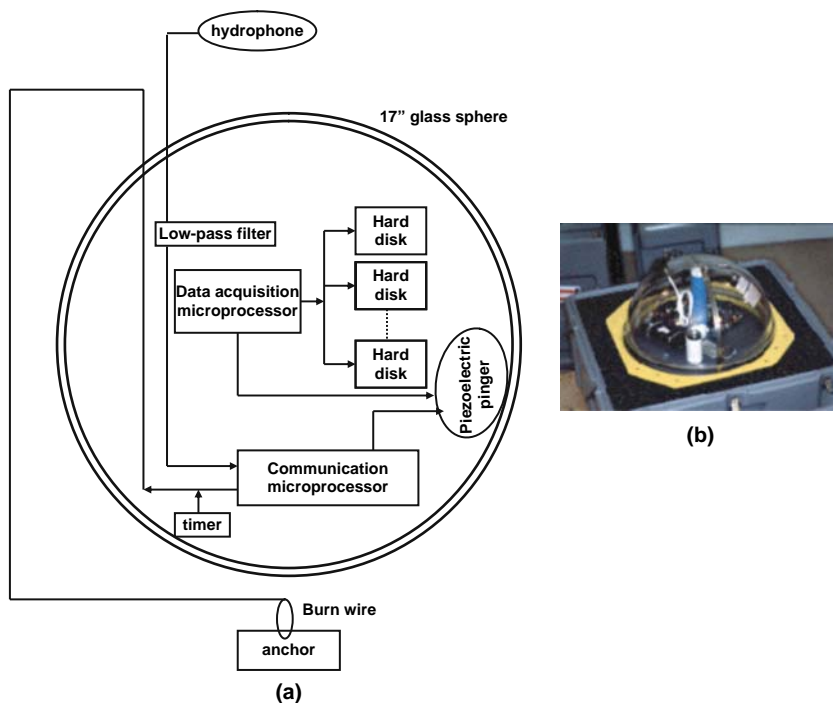 hydrophone
17” glass sphere
Low-pass filter
Hard
disk
Data acquisition
microprocessor
Hard
disk
Hard
disk
Piezoelectric
pinger
Communication
microprocessor
timer
Burn wire
anchor
(a)
(b)